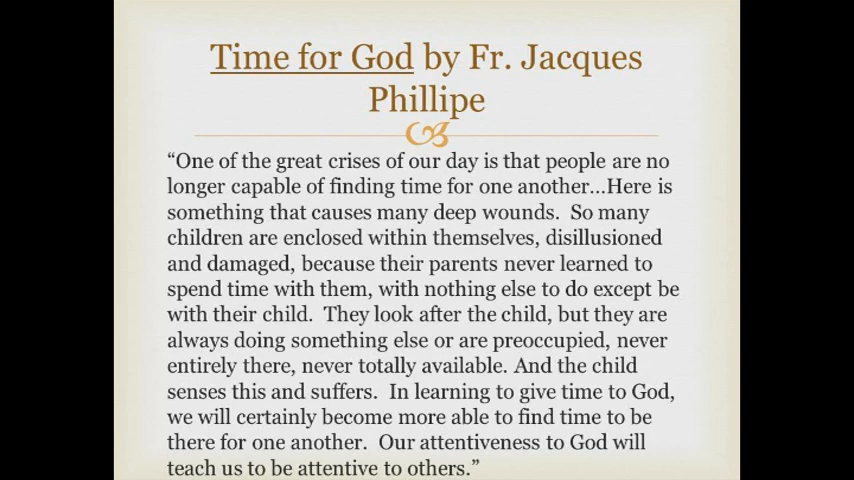 Time for God by Fr. Jacques
Phillipe
“One of the great crises of our day is that people are no
longer capable of finding time for one another...Here is
something that causes many deep wounds.  So many
children are enclosed within themselves, disillusioned
and damaged, because their parents never learned to
spend time with them, with nothing else to do except be
with their child.  They look after the child, but they are
always doing something else or are preoccupied, never
entirely there, never totally available. And the child
senses this and suffers.  In learning to give time to God,
we will certainly become more able to find time to be
there for one another.  Our attentiveness to God will
teach us to be attentive to others.”